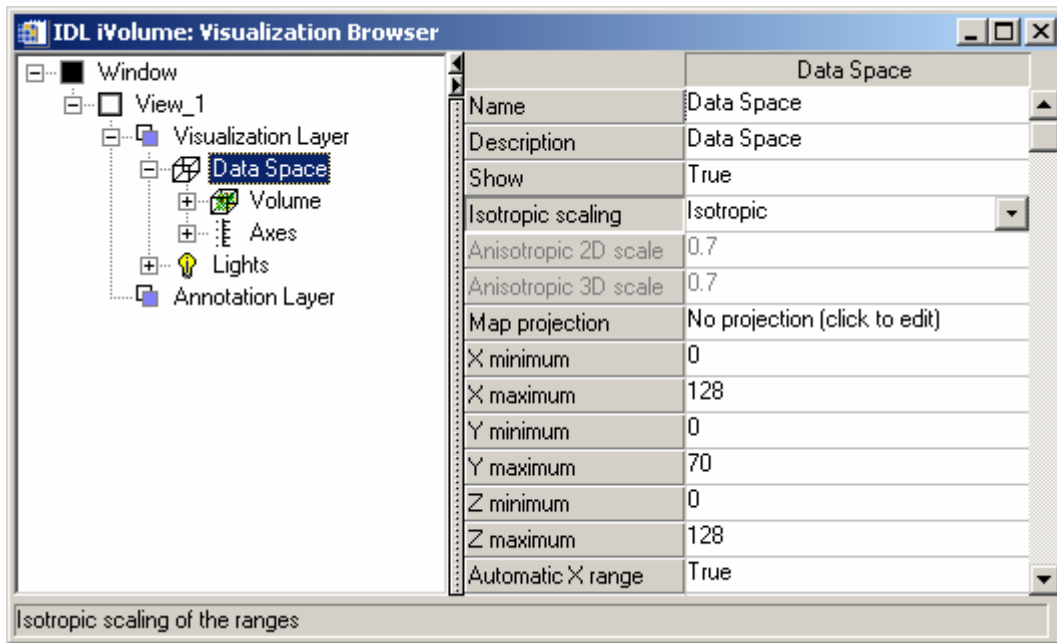 IDL iVolume: Visualization Browser
Window
View_1
Visualization Layer
Data Space
Volume
Axes
Lights
Annotation Layer
Data Space
Name Data Space
Description Data Space
Show True
Isotropic scaling Isotropic
Anisotropic 2D scale 0.7
Anisotropic 3D scale 0.7
Map projection No projection (click to edit)
X minimum 0
X maximum 128
Y minimum 0
Y maximum 70
Z minimum 0
Z maximum 128
Automatic X range True
Isotropic scaling of the ranges